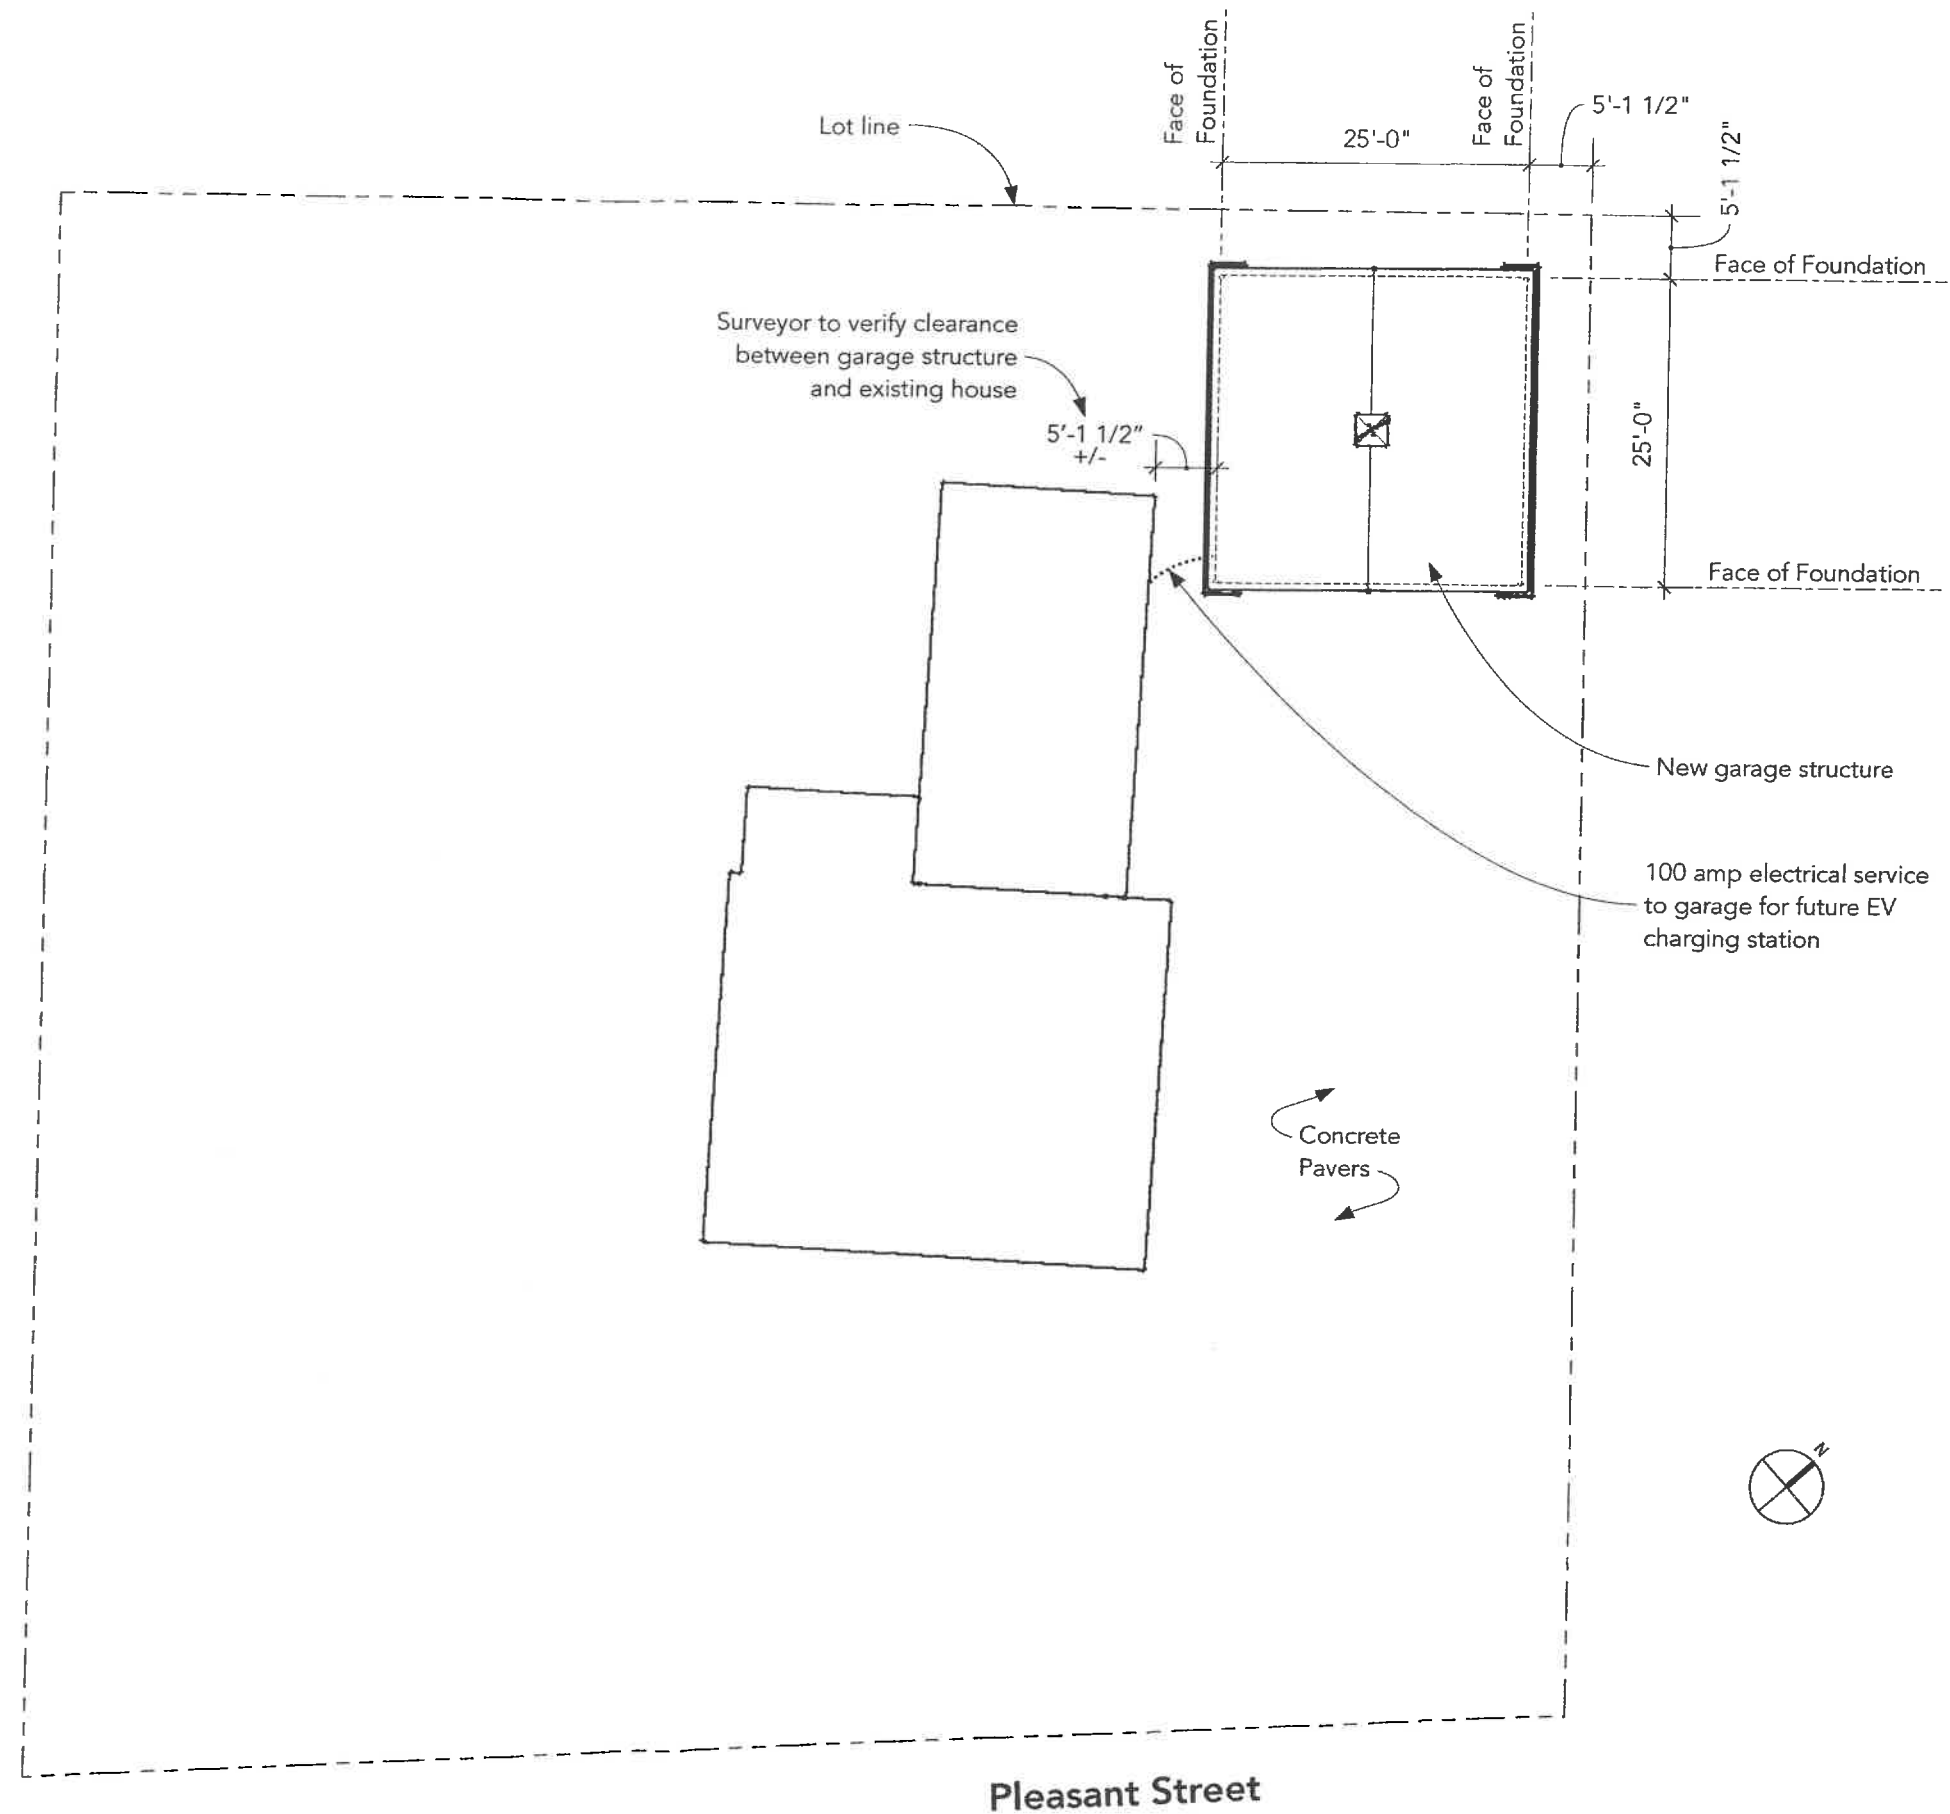 Face of
Foundation
Face of
Foundation
5'-1 1/2"
25'-0"
Lot line
5'-1 1/2"
Face of Foundation
Surveyor to verify clearance
between garage structure
and existing house
5'-1 1/2"
+/-
25'-0"
Face of Foundation
New garage structure
100 amp electrical service
to garage for future EV
charging station
Concrete
Pavers
N
Pleasant Street